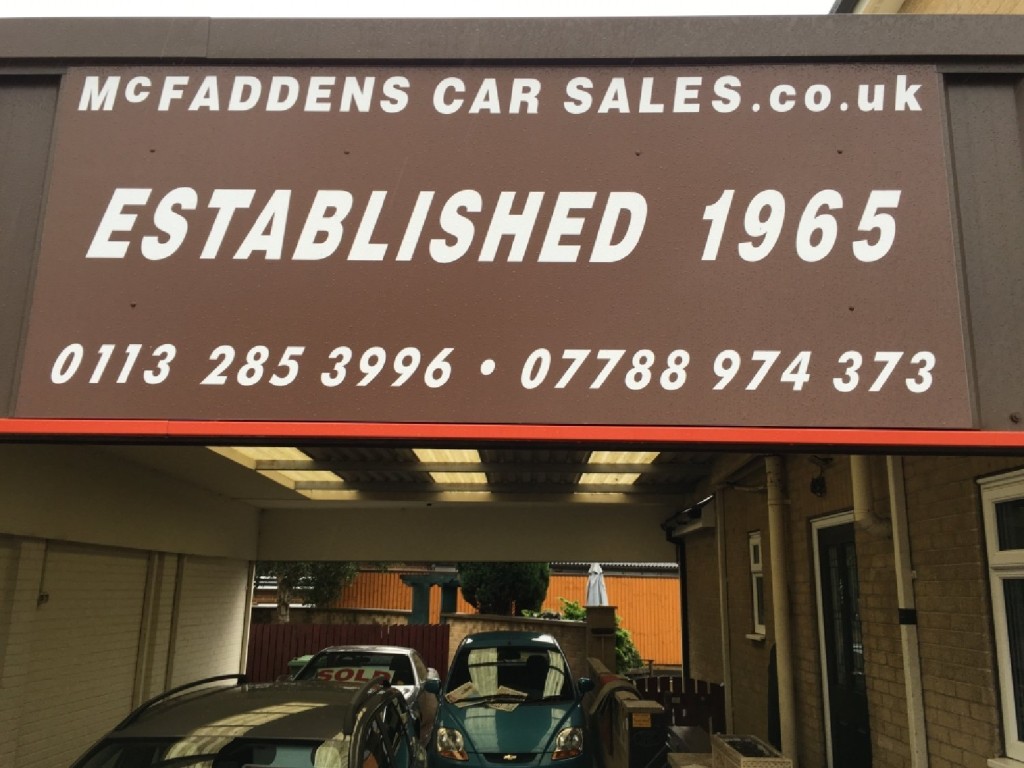 McFADDENS CAR SALES.co.uk
ESTABLISHED 1965
0113 285 3996 • 07788 974 373
SOLD